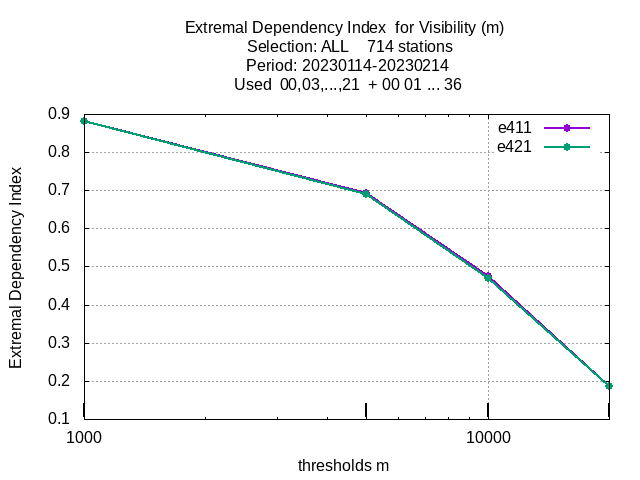 Extremal Dependency Index  for Visibility (m)
Selection: ALL    714 stations
Period: 20230114-20230214
Used  00,03,...,21  + 00 01 ... 36
e411
e421
0.9
0.8
0.7
0.6
0.5
0.4
0.3
0.2
0.1
Extremal Dependency Index
1000
10000
thresholds m